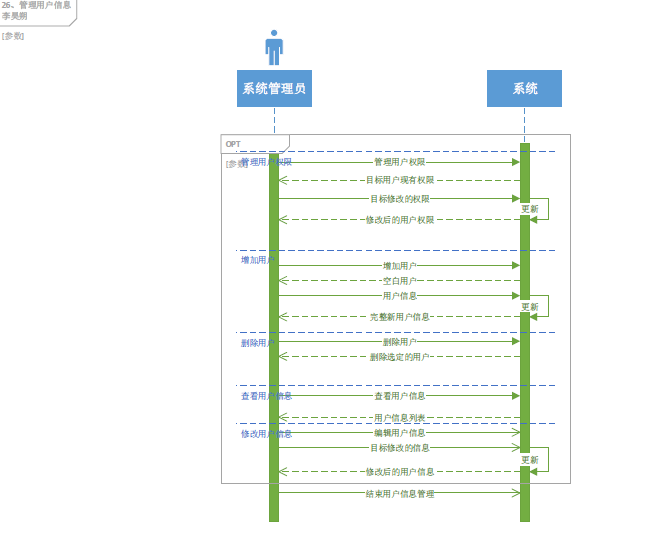 26、管理用户信息
李昊朔
[参数]
系统管理员
系统
OPT
[参数]
管理用户权限
管理用户权限
目标用户现有权限
目标修改的权限
更新
修改后的用户权限
增加用户
增加用户
空白用户
用户信息
更新
完整新用户信息
删除用户
删除用户
删除选定的用户
查看用户信息
查看用户信息
用户信息列表
修改用户信息
编辑用户信息
目标修改的信息
更新
修改后的用户信息
结束用户信息管理